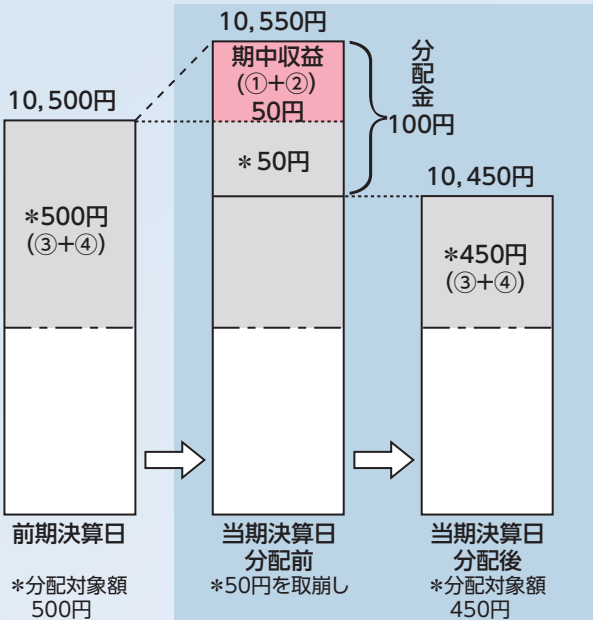 10,550円
期中収益
(①+②)
50円
分配金
100円
10,500円
*50円
10,450円
*500円
(③+④)
*450円
(③+④)
前期決算日
*分配対象額
500円
当期決算日
分配前
*50円を取崩し
当期決算日
分配後
*分配対象額
450円